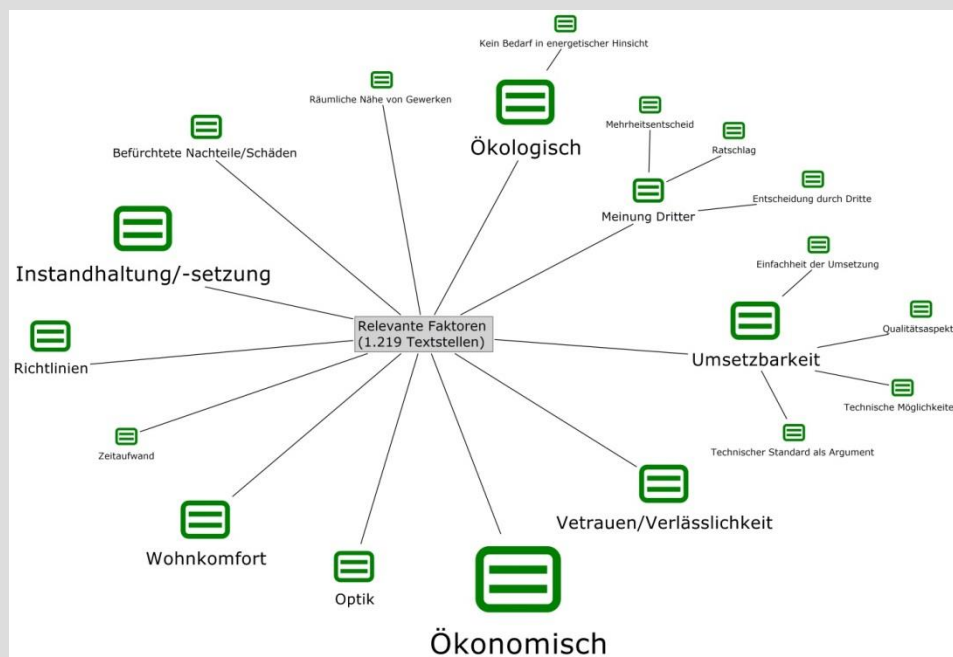 Kein Bedarf in energetischer Hinsicht
Räumliche Nähe von Gewerken
Ökologisch
Mehrheitsentscheid
Ratschlag
Befürchtete Nachteile/Schäden
Meinung Dritter
Entscheidung durch Dritte
Instandhaltung/-setzung
Einfachheit der Umsetzung
Relevante Faktoren
(1.219 Textstellen)
Qualitätsaspekt
Richtlinien
Umsetzbarkeit
Technische Möglichkeite
Zeitaufwand
Technischer Standard als Argument
Vetrauen/Verlässlichkeit
Wohnkomfort
Optik
Ökonomisch